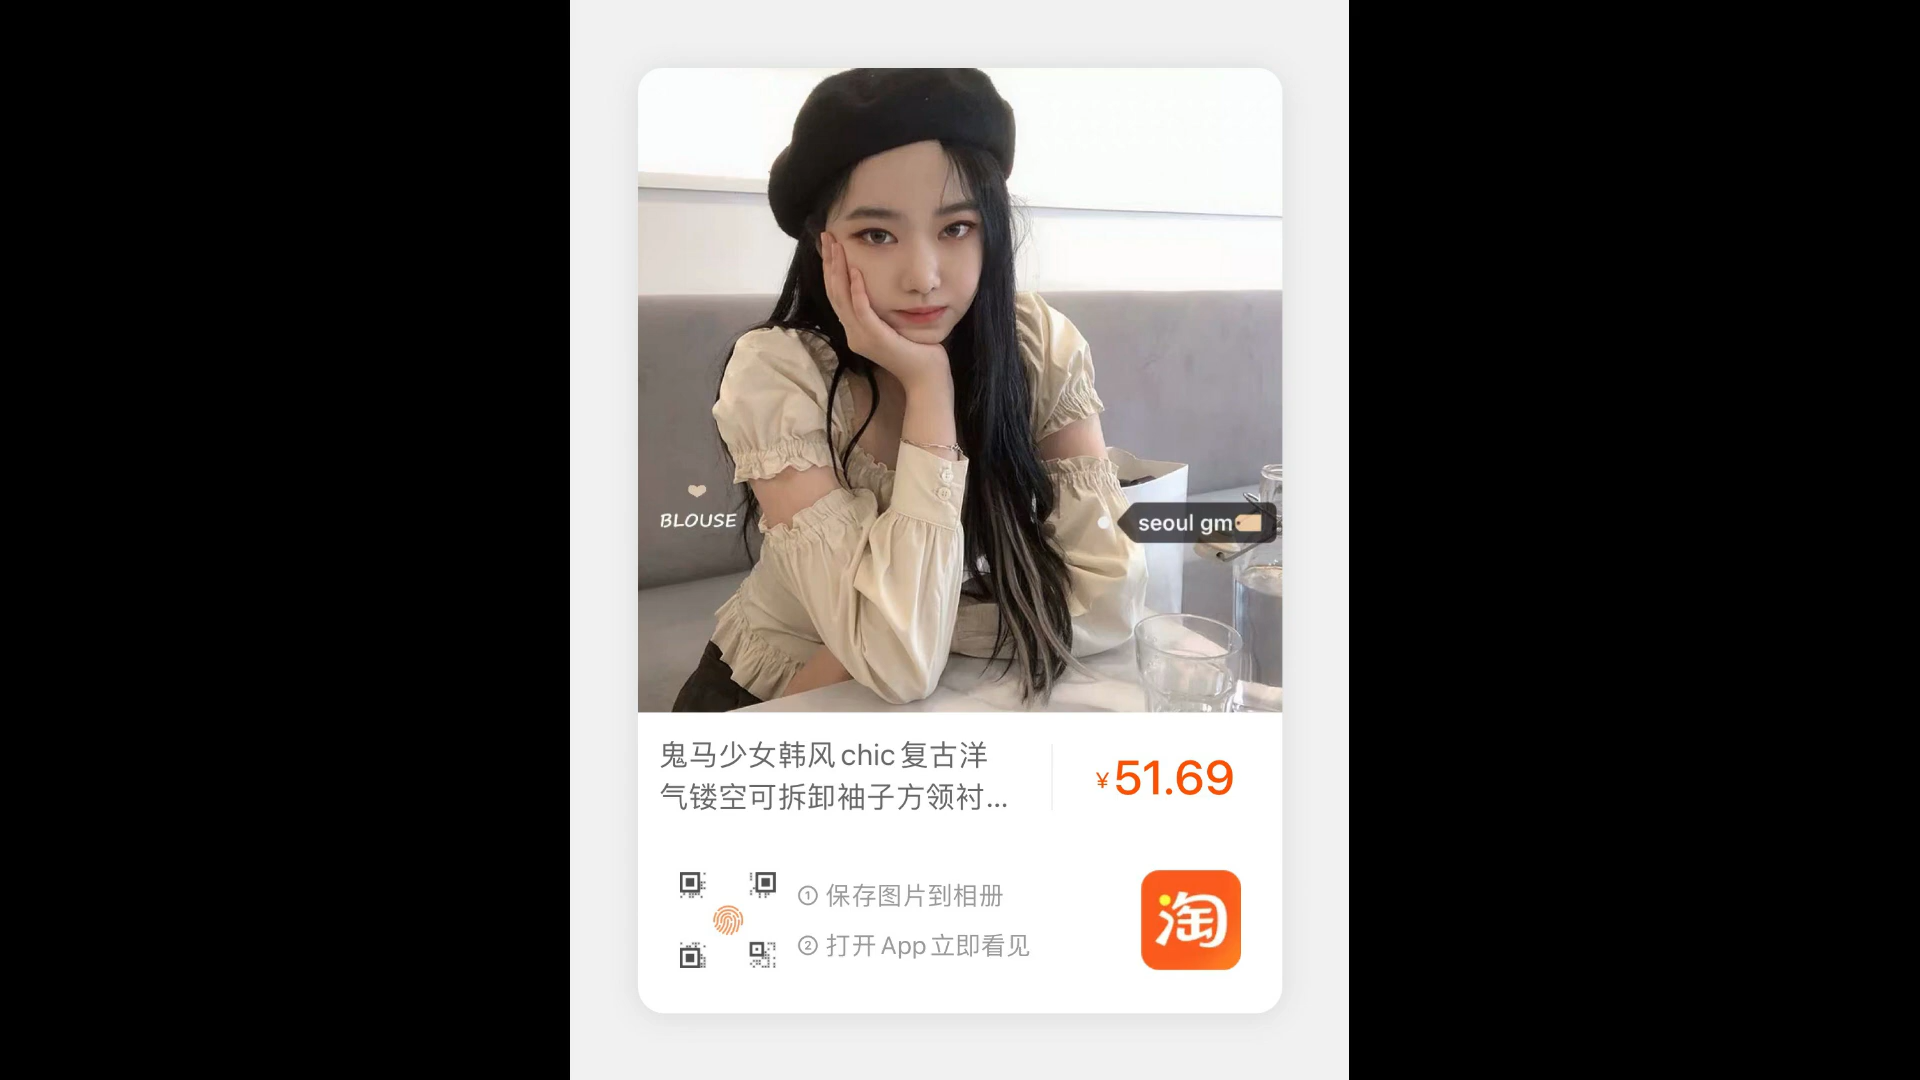 BLOUSE
seoul gm
鬼马少女韩风chic复古洋
气镂空可拆卸袖子方领衬...
¥51.69
① 保存图片到相册
② 打开App立即看见
淘